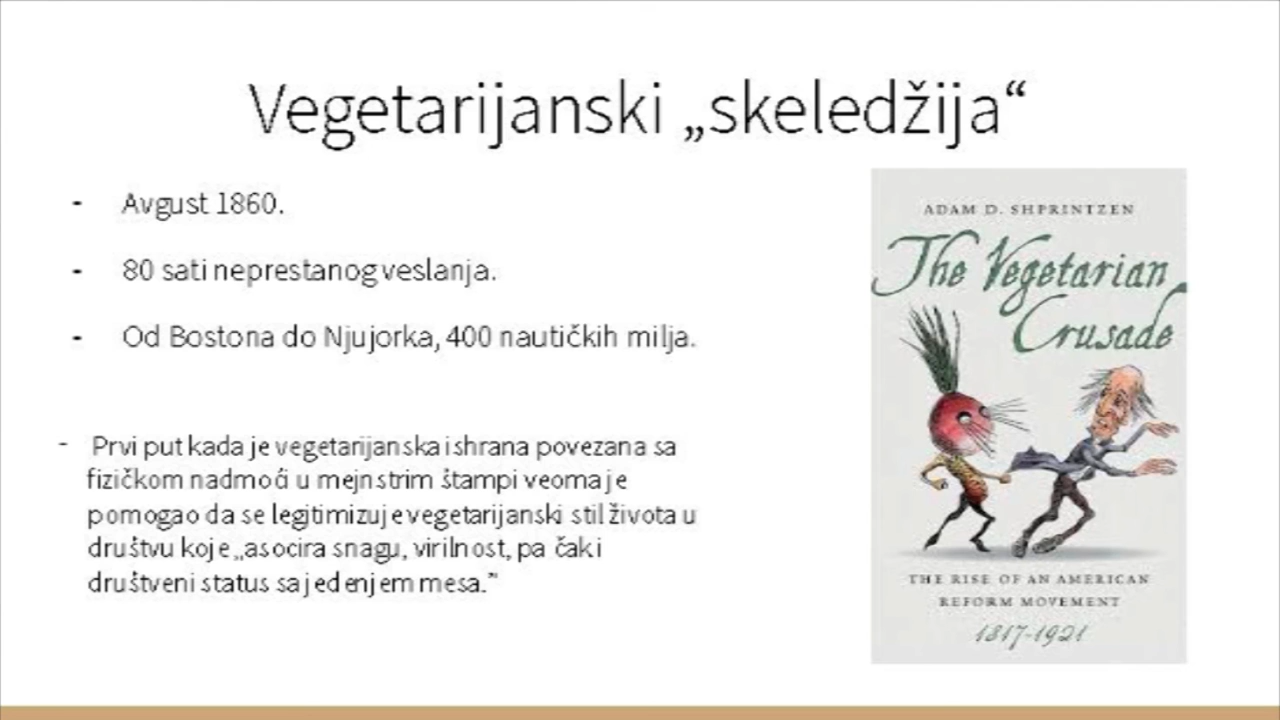 Vegetarijanski „skeledžija“
- Avgust 1860.
- 80 sati neprestanog veslanja.
- Od Bostona do Njujorka, 400 nautičkih milja.
- Prvi put kada je vegetarijanska ishrana povezana sa
fizičkom nadmoći u mejnstrim štampi veoma je
pomogao da se legitimizuje vegetarijanski stil života u
društvu koje „asocira snagu, virilnost, pa čak i
društveni status sa jedenjem mesa.”
ADAM D. SHPRINTZEN
The Vegetarian
Crusade
THE RISE OF AN AMERICAN
REFORM MOVEMENT
1817-1921